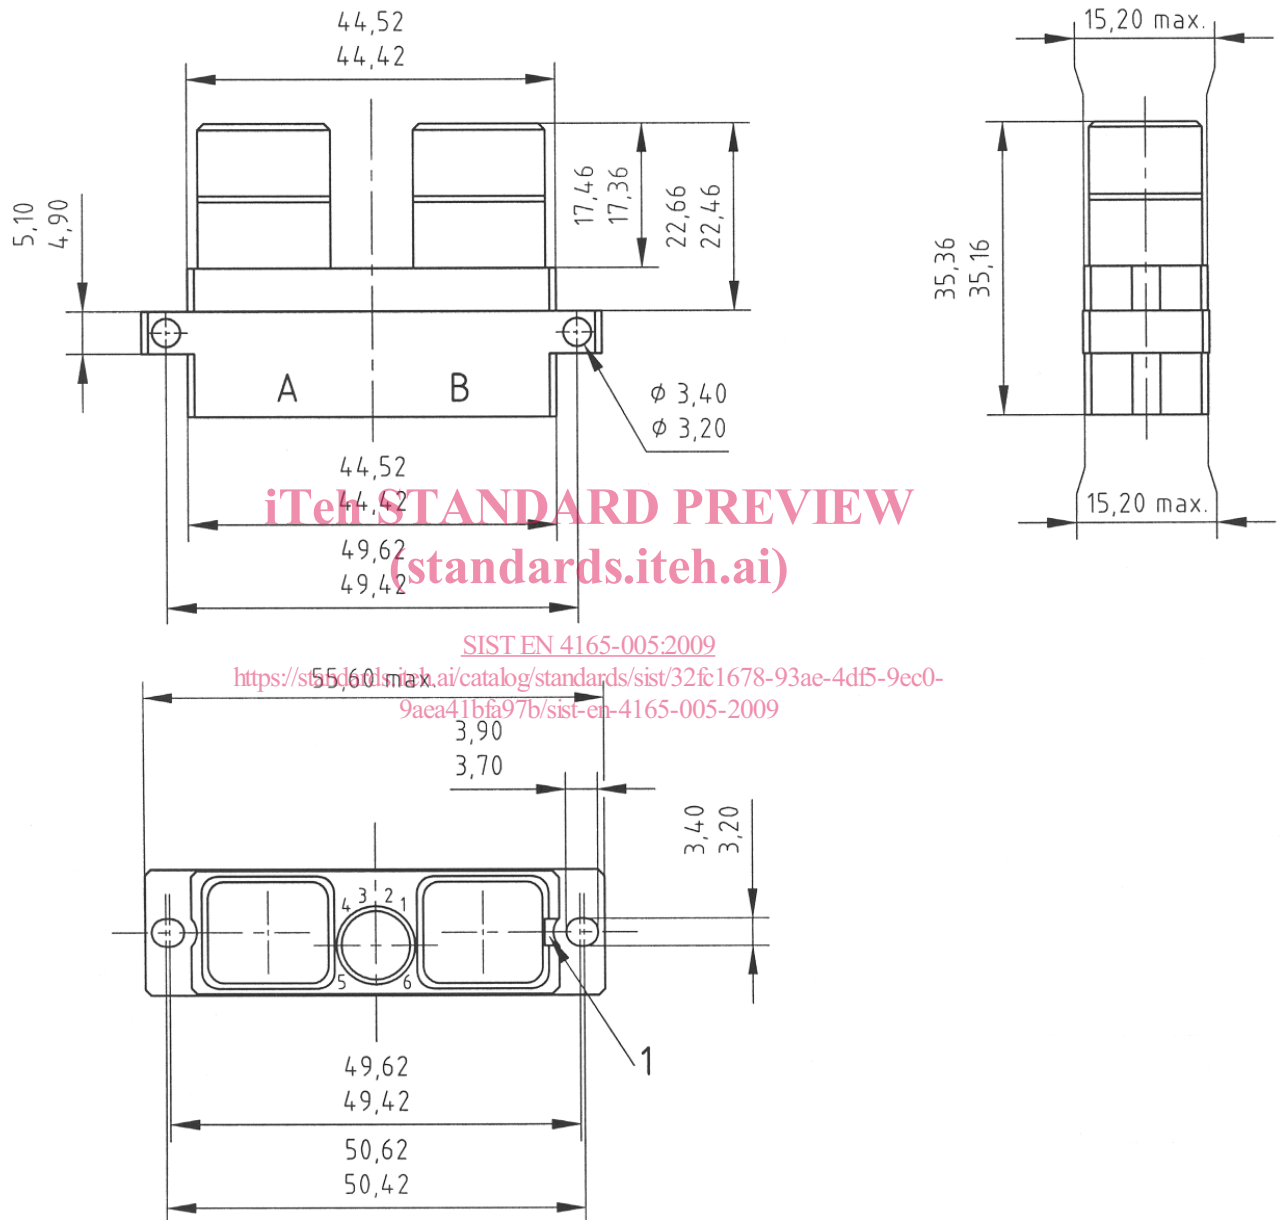 44,52
44,42
15,20 max.
5,10
4,90
17,46
17,36
22,66
22,46
35,36
35,16
A
B
ϕ 3,40
ϕ 3,20
44,52
44,42
15,20 max.
iTeh STANDARD PREVIEW
49,62
49,42
(standards.iteh.ai)
SIST EN 4165-005:2009
55,60 max.
https://standards.iteh.ai/catalog/standards/sist/32fc1678-93ae-4df5-9ec0-
9aea41bfa97b/sist-en-4165-005-2009
3,90
3,70
3,40
3,20
4 3 2 1
5 6
1
49,62
49,42
50,62
50,42